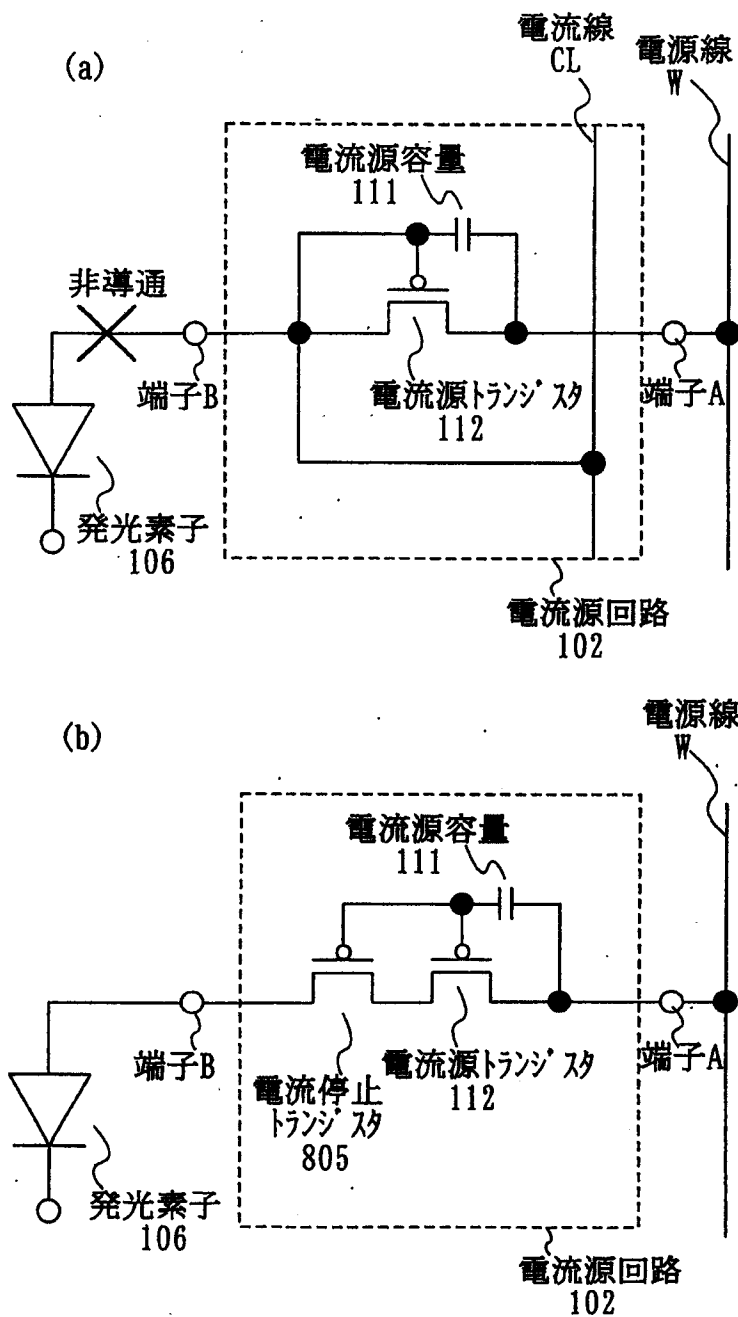 (a)
電流線
CL
電源線
W
電流源容量
111
非導通
端子B
電流源トランジスタ
112
端子A
発光素子
106
電流源回路
102
(b)
電源線
W
電流源容量
111
端子B
電流停止
トランジスタ
805
電流源トランジスタ
112
端子A
発光素子
106
電流源回路
102